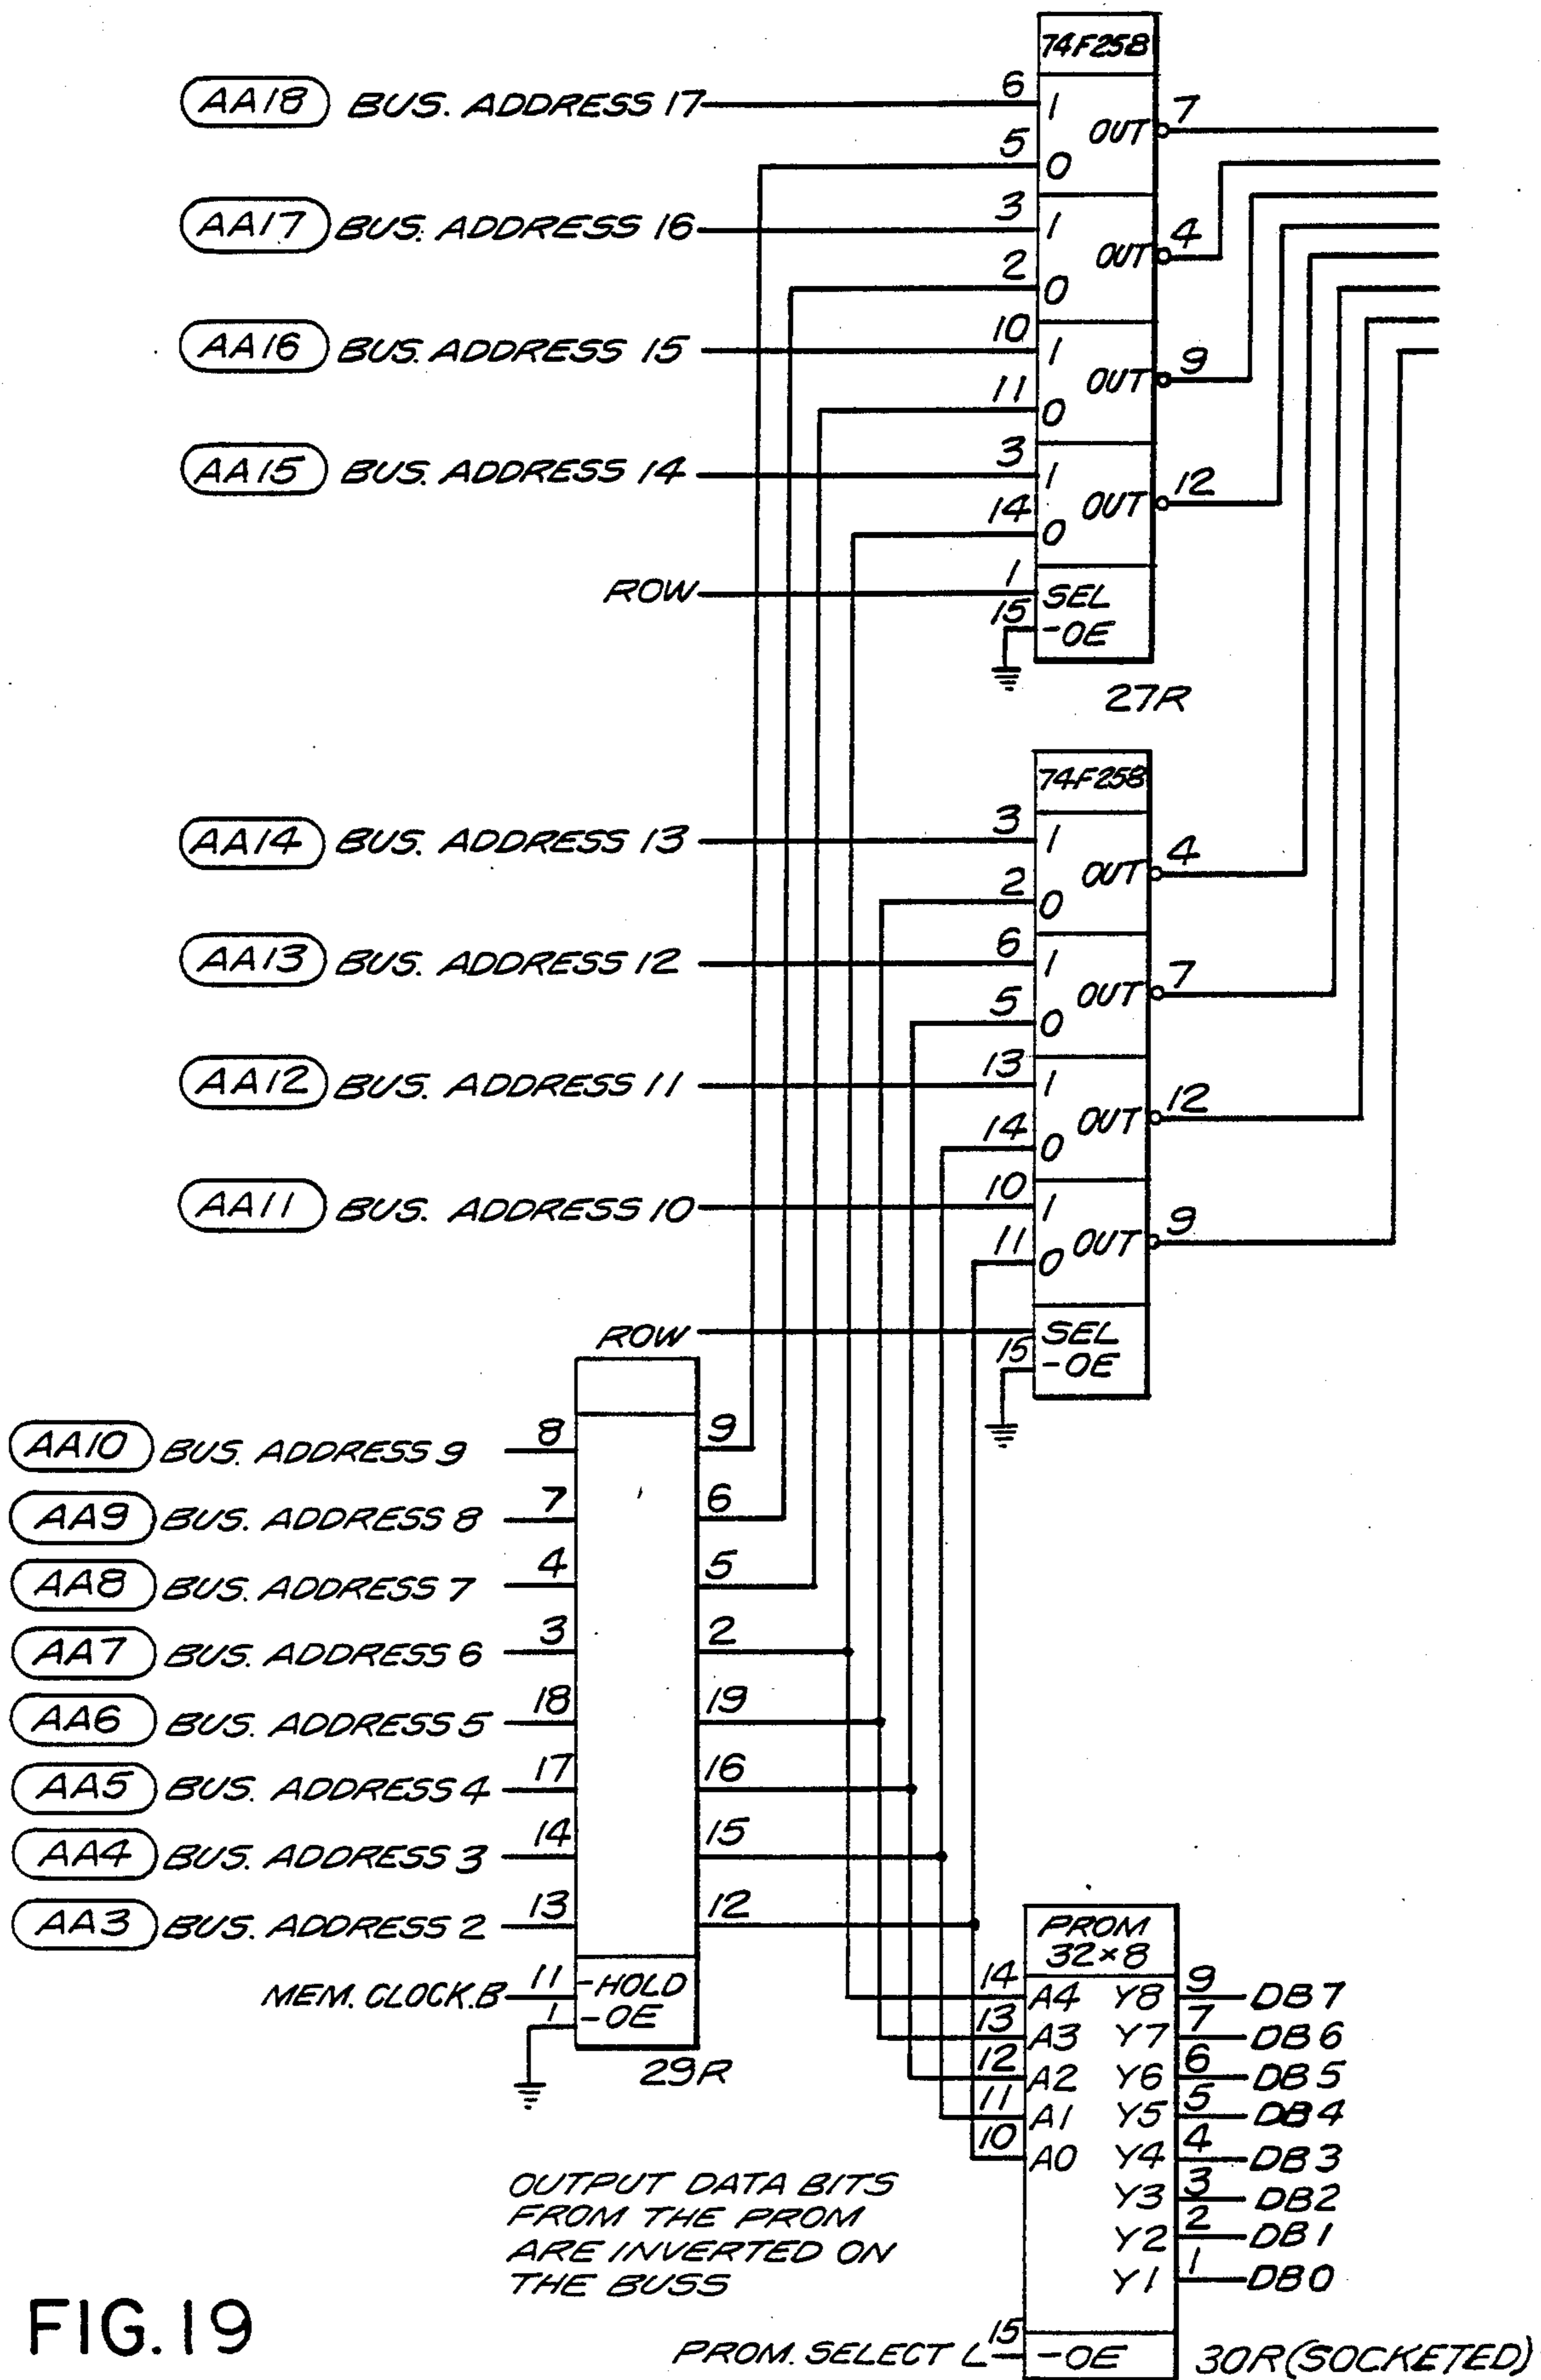 74F258
AA18 BUS. ADDRESS 17 6 1 OUT 7
5 0
AA17 BUS. ADDRESS 16 3 1 OUT 4
2 0
AA16 BUS. ADDRESS 15 10 1 OUT 9
11 0
AA15 BUS. ADDRESS 14 3 1 OUT 12
14 0
ROW 1 SEL
15 -OE
27R
74F258
AA14 BUS. ADDRESS 13 3 1 OUT 4
2 0
AA13 BUS. ADDRESS 12 6 1 OUT 7
5 0
AA12 BUS. ADDRESS 11 13 1 OUT 12
14 0
AA11 BUS. ADDRESS 10 10 1 OUT 9
11 0
ROW SEL
15 -OE
AA10 BUS. ADDRESS 9 8 9
AA9 BUS. ADDRESS 8 7 6
AA8 BUS. ADDRESS 7 4 5
AA7 BUS. ADDRESS 6 3 2
AA6 BUS. ADDRESS 5 18 19
AA5 BUS. ADDRESS 4 17 16
AA4 BUS. ADDRESS 3 14 15
AA3 BUS. ADDRESS 2 13 12
MEM. CLOCK.B 11 -HOLD
1 -OE
29R
PROM
32×8
14 A4 Y8 9 DB7
13 A3 Y7 7 DB6
12 A2 Y6 6 DB5
11 A1 Y5 5 DB4
10 A0 Y4 4 DB3
Y3 3 DB2
Y2 2 DB1
Y1 1 DB0
OUTPUT DATA BITS
FROM THE PROM
ARE INVERTED ON
THE BUSS
PROM. SELECT L 15 -OE
30R (SOCKETED)
FIG. 19